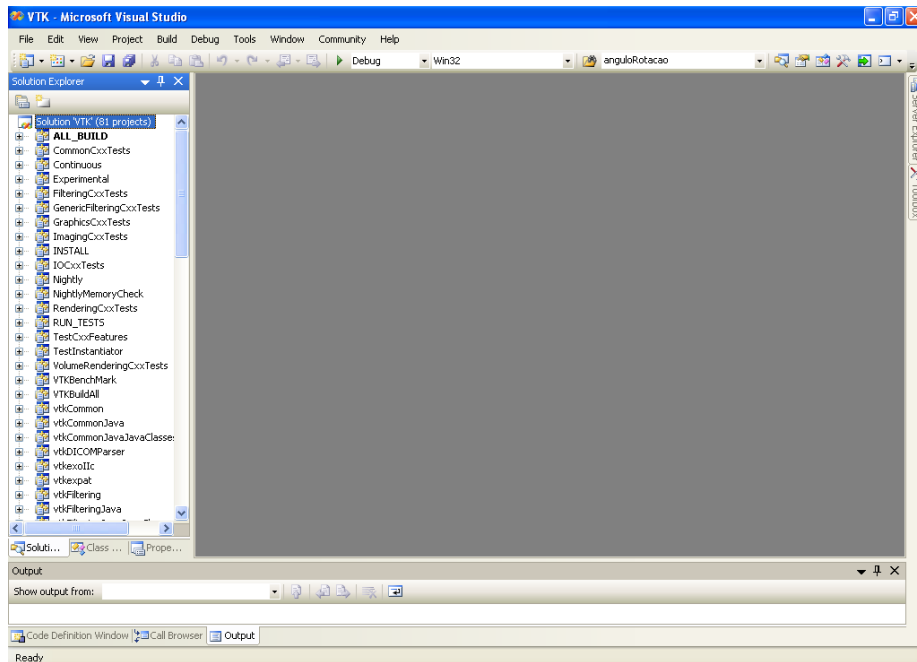 VTK - Microsoft Visual Studio
File Edit View Project Build Debug Tools Window Community Help
Debug Win32 anguloRotacao
Solution Explorer
Solution 'VTK' (81 projects)
ALL_BUILD
CommonCxxTests
Continuous
Experimental
FilteringCxxTests
GenericFilteringCxxTests
GraphicsCxxTests
ImagingCxxTests
INSTALL
IOCxxTests
Nightly
NightlyMemoryCheck
RenderingCxxTests
RUN_TESTS
TestCxxFeatures
TestInstantiator
VolumeRenderingCxxTests
VTKBenchMark
VTKBuildAll
vtkCommon
vtkCommonJava
vtkCommonJavaJavaClasse
vtkDICOMParser
vtkexoIIc
vtkexpat
vtkFiltering
vtkFilteringJava
Soluti... Class ... Prope...
Server Explorer
Toolbox
Output
Show output from:
Code Definition Window Call Browser Output
Ready